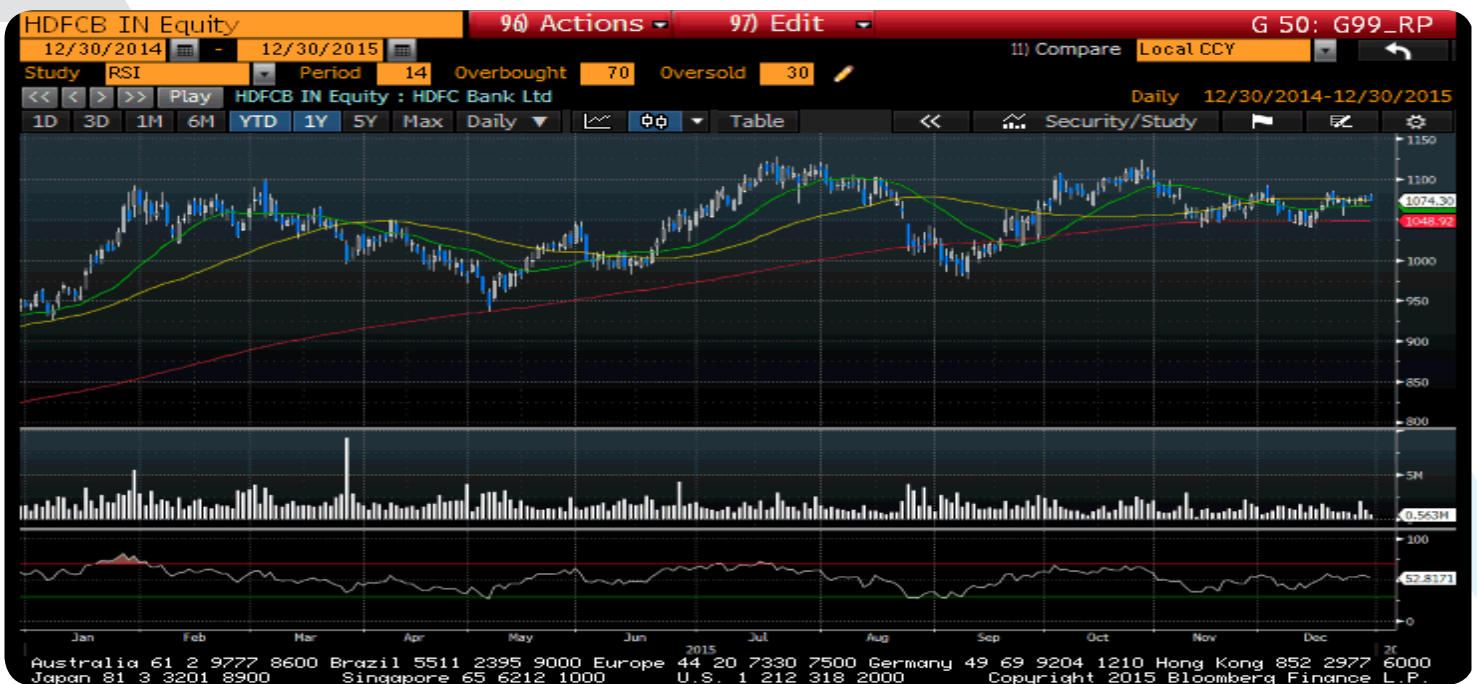 HDFCB IN Equity 96) Actions 97) Edit G 50: G99_RP
12/30/2014 - 12/30/2015 11) Compare Local CCY
Study RSI Period 14 Overbought 70 Oversold 30
<< < > >> Play HDFCB IN Equity : HDFC Bank Ltd Daily 12/30/2014-12/30/2015
1D 3D 1M 6M YTD 1Y 5Y Max Daily ▼ Table << Security/Study
1150
1100
1074.30
1048.92
1000
950
900
850
800
5M
0.563M
100
52.8171
0
Jan Feb Mar Apr May Jun Jul Aug Sep Oct Nov Dec
2015
Australia 61 2 9777 8600 Brazil 5511 2395 9000 Europe 44 20 7330 7500 Germany 49 69 9204 1210 Hong Kong 852 2977 6000
Japan 81 3 3201 8900 Singapore 65 6212 1000 U.S. 1 212 318 2000 Copyright 2015 Bloomberg Finance L.P.